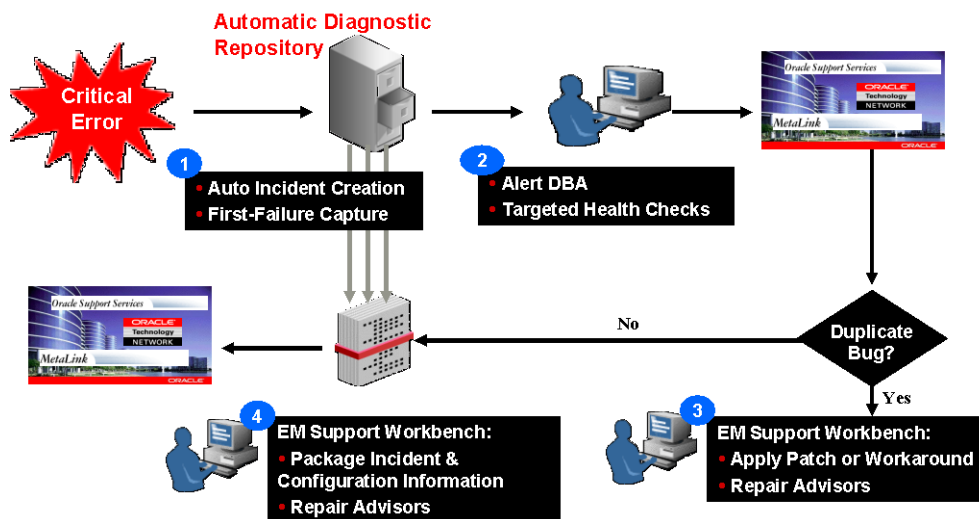 Automatic Diagnostic
Repository
Critical
Error
1
• Auto Incident Creation
• First-Failure Capture
2
• Alert DBA
• Targeted Health Checks
Oracle Support Services
ORACLE
Technology
NETWORK
MetaLink
ORACLE
Duplicate
Bug?
No
Yes
Oracle Support Services
ORACLE
Technology
NETWORK
MetaLink
ORACLE
4
EM Support Workbench:
• Package Incident &
Configuration Information
• Repair Advisors
3
EM Support Workbench:
• Apply Patch or Workaround
• Repair Advisors